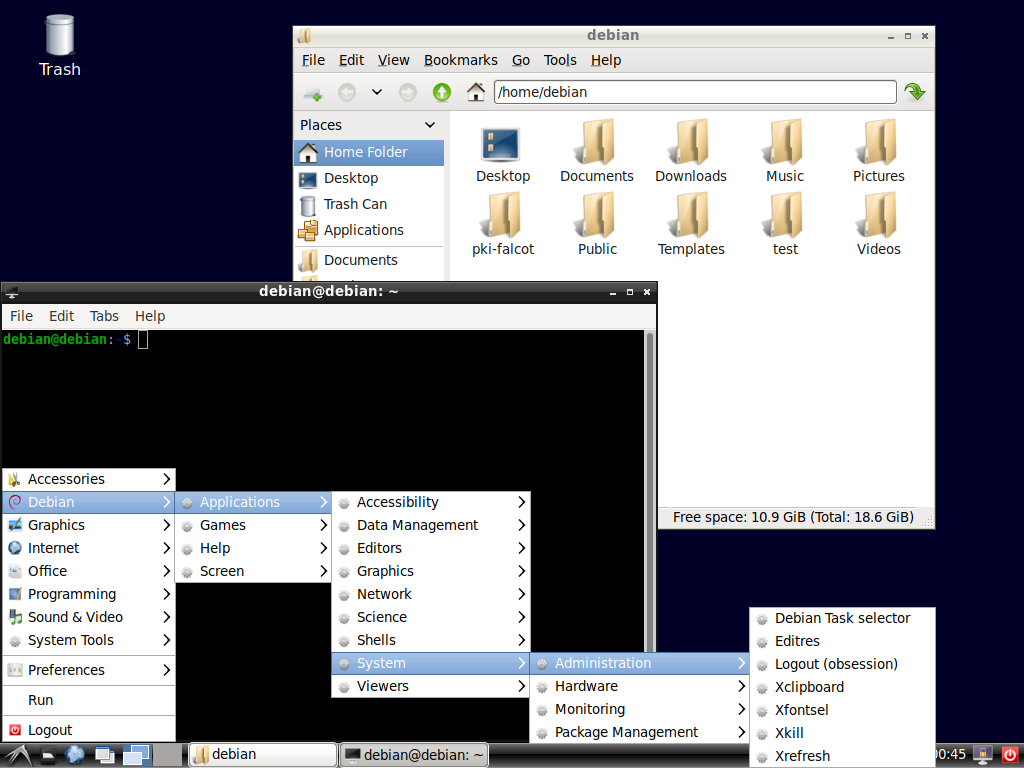 Trash
debian
File Edit View Bookmarks Go Tools Help
/home/debian
Places
Home Folder
Desktop
Trash Can
Applications
Documents
Desktop Documents Downloads Music Pictures
pki-falcot Public Templates test Videos
Free space: 10.9 GiB (Total: 18.6 GiB)
debian@debian: ~
File Edit Tabs Help
debian@debian:~$
Accessories
Debian
Graphics
Internet
Office
Programming
Sound & Video
System Tools
Preferences
Run
Logout
Applications
Games
Help
Screen
Accessibility
Data Management
Editors
Graphics
Network
Science
Shells
System
Viewers
Administration
Hardware
Monitoring
Package Management
Debian Task selector
Editres
Logout (obsession)
Xclipboard
Xfontsel
Xkill
Xrefresh
debian
debian@debian: ~
00:45